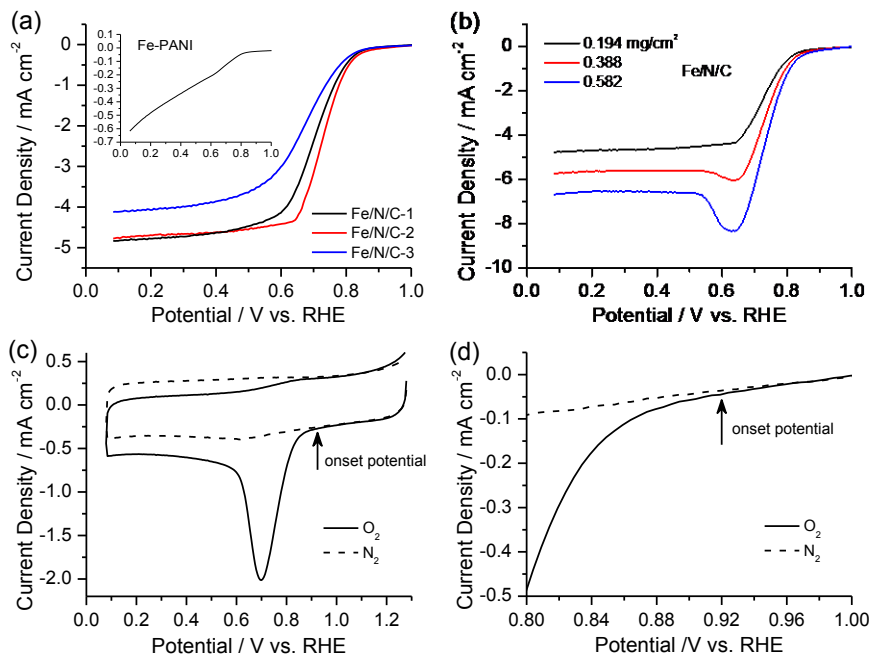 (a)
Fe-PANI
0.1
0.0
-0.1
-0.2
-0.3
-0.4
-0.5
-0.6
-0.7
0.0 0.2 0.4 0.6 0.8 1.0
0
-1
-2
-3
-4
-5
Current Density / mA cm⁻²
Fe/N/C-1
Fe/N/C-2
Fe/N/C-3
0.0 0.2 0.4 0.6 0.8 1.0
Potential / V vs. RHE
(b)
0.194 mg/cm²
0.388
0.582
Fe/N/C
2
0
-2
-4
-6
-8
-10
Current Density / mA cm⁻²
0.0 0.2 0.4 0.6 0.8 1.0
Potential / V vs. RHE
(c)
0.5
0.0
-0.5
-1.0
-1.5
-2.0
Current Density / mA cm⁻²
onset potential
O₂
N₂
0.0 0.2 0.4 0.6 0.8 1.0 1.2
Potential / V vs. RHE
(d)
0.0
-0.1
-0.2
-0.3
-0.4
-0.5
Current Density / mA cm⁻²
onset potential
O₂
N₂
0.80 0.84 0.88 0.92 0.96 1.00
Potential /V vs. RHE